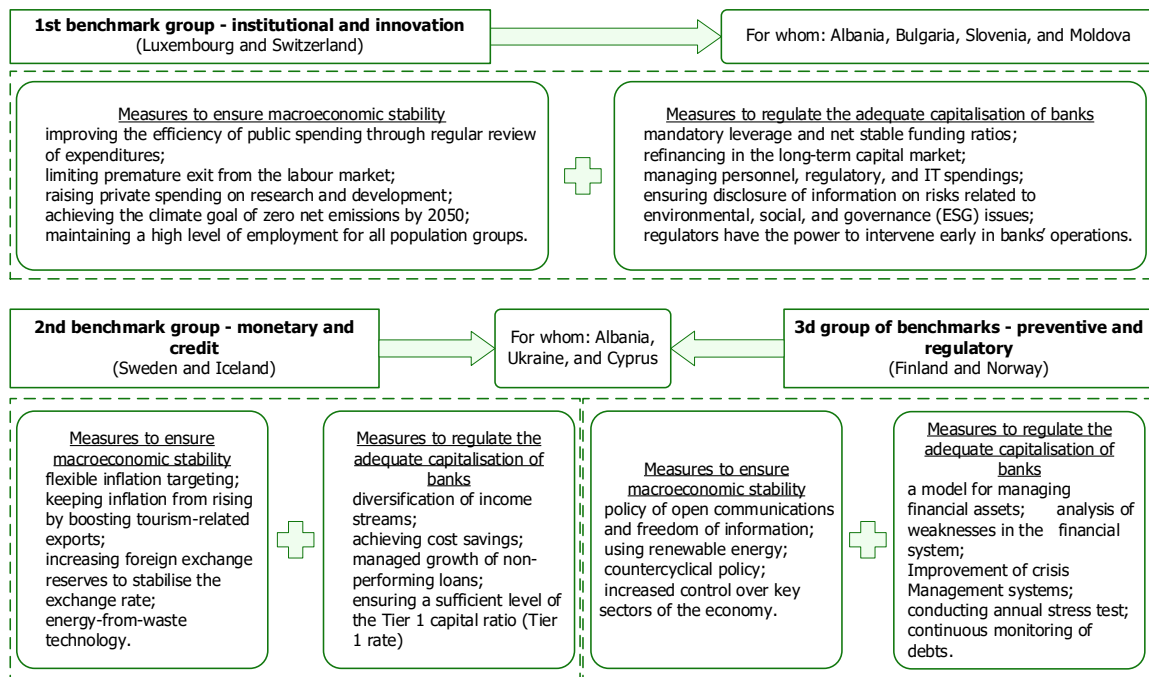 1st benchmark group - institutional and innovation
(Luxembourg and Switzerland)
For whom: Albania, Bulgaria, Slovenia, and Moldova
Measures to ensure macroeconomic stability
improving the efficiency of public spending through regular review
of expenditures;
limiting premature exit from the labour market;
raising private spending on research and development;
achieving the climate goal of zero net emissions by 2050;
maintaining a high level of employment for all population groups.
Measures to regulate the adequate capitalisation of banks
mandatory leverage and net stable funding ratios;
refinancing in the long-term capital market;
managing personnel, regulatory, and IT spendings;
ensuring disclosure of information on risks related to
environmental, social, and governance (ESG) issues;
regulators have the power to intervene early in banks' operations.
2nd benchmark group - monetary and
credit
(Sweden and Iceland)
For whom: Albania,
Ukraine, and Cyprus
3d group of benchmarks - preventive and
regulatory
(Finland and Norway)
Measures to ensure
macroeconomic stability
flexible inflation targeting;
keeping inflation from rising
by boosting tourism-related
exports;
increasing foreign exchange
reserves to stabilise the
exchange rate;
energy-from-waste
technology.
Measures to regulate the
adequate capitalisation of
banks
diversification of income
streams;
achieving cost savings;
managed growth of non-
performing loans;
ensuring a sufficient level of
the Tier 1 capital ratio (Tier
1 rate)
Measures to ensure
macroeconomic stability
policy of open communications
and freedom of information;
using renewable energy;
countercyclical policy;
increased control over key
sectors of the economy.
Measures to regulate the
adequate capitalisation of
banks
a model for managing
financial assets; analysis of
weaknesses in the financial
system;
Improvement of crisis
Management systems;
conducting annual stress test;
continuous monitoring of
debts.